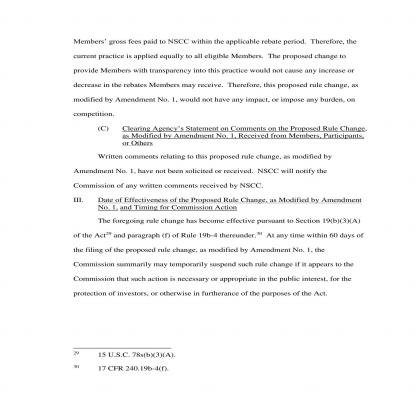 Members’ gross fees paid to NSCC within the applicable rebate period.  Therefore, the
current practice is applied equally to all eligible Members.  The proposed change to
provide Members with transparency into this practice would not cause any increase or
decrease in the rebates Members may receive.  Therefore, this proposed rule change, as
modified by Amendment No. 1, would not have any impact, or impose any burden, on
competition.
(C) Clearing Agency’s Statement on Comments on the Proposed Rule Change,
as Modified by Amendment No. 1, Received from Members, Participants,
or Others
Written comments relating to this proposed rule change, as modified by
Amendment No. 1, have not been solicited or received.  NSCC will notify the
Commission of any written comments received by NSCC.
III. Date of Effectiveness of the Proposed Rule Change, as Modified by Amendment
No. 1, and Timing for Commission Action
The foregoing rule change has become effective pursuant to Section 19(b)(3)(A)
of the Act29 and paragraph (f) of Rule 19b-4 thereunder.30  At any time within 60 days of
the filing of the proposed rule change, as modified by Amendment No. 1, the
Commission summarily may temporarily suspend such rule change if it appears to the
Commission that such action is necessary or appropriate in the public interest, for the
protection of investors, or otherwise in furtherance of the purposes of the Act.
29 15 U.S.C. 78s(b)(3)(A).
30 17 CFR 240.19b-4(f).